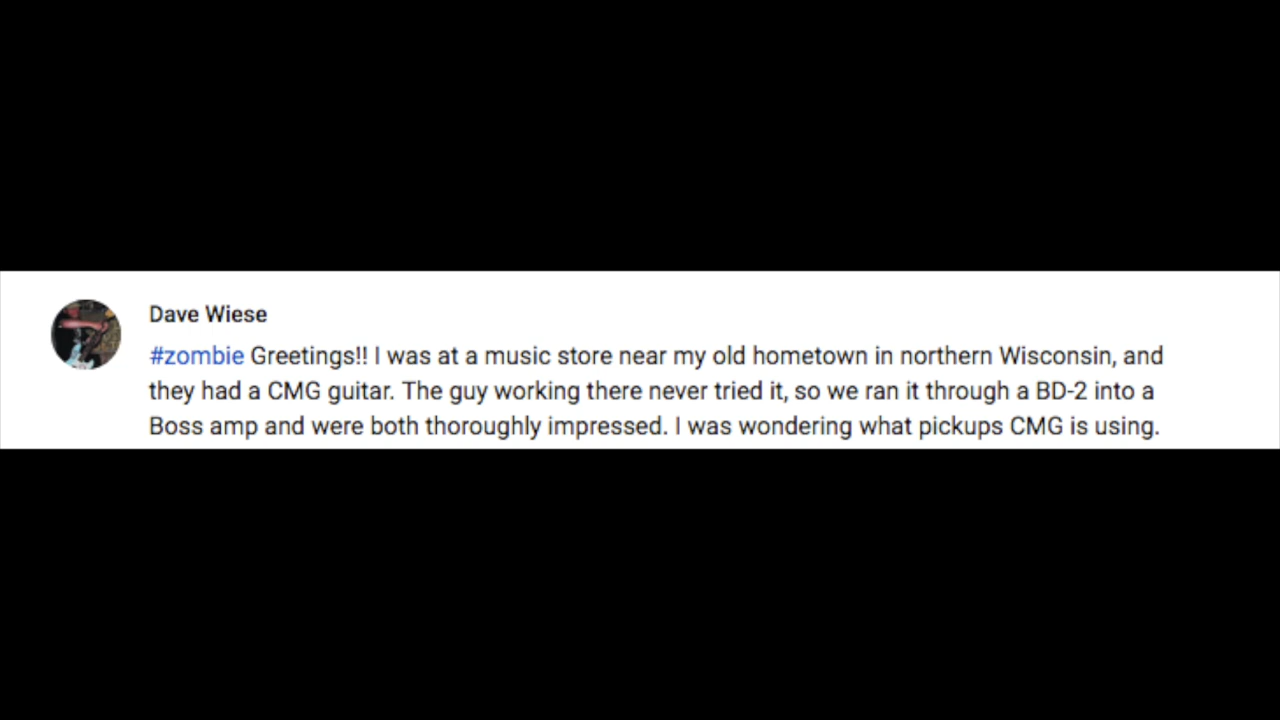 Dave Wiese
#zombie Greetings!! I was at a music store near my old hometown in northern Wisconsin, and
they had a CMG guitar. The guy working there never tried it, so we ran it through a BD-2 into a
Boss amp and were both thoroughly impressed. I was wondering what pickups CMG is using.